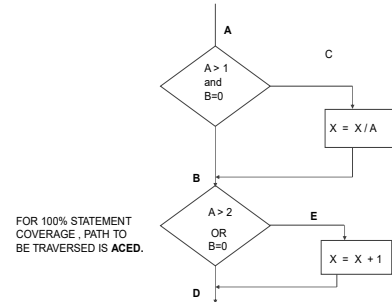 A
C
A > 1
and
B=0
X = X / A
B
FOR 100% STATEMENT
COVERAGE , PATH TO
BE TRAVERSED IS ACED.
A > 2
OR
B=0
E
X = X + 1
D